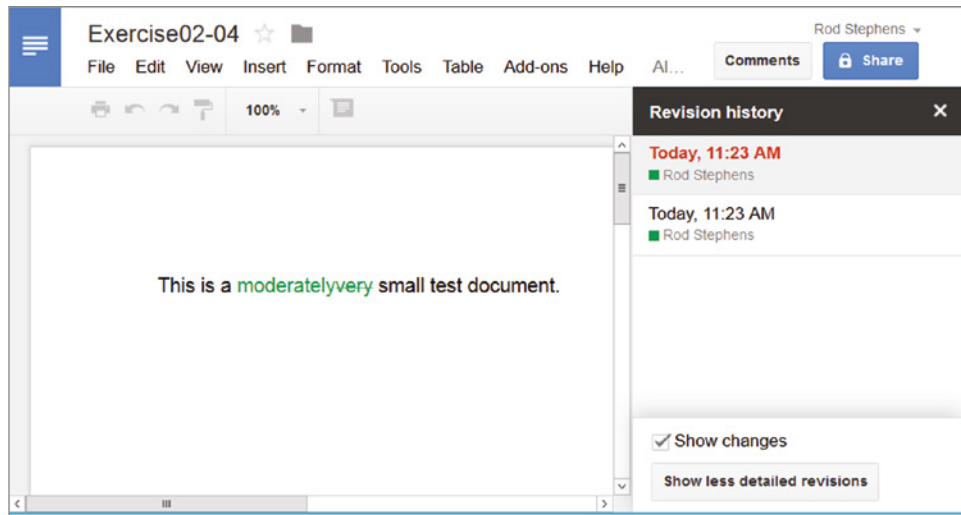 Exercise02-04
Rod Stephens
File Edit View Insert Format Tools Table Add-ons Help Al...
Comments
Share
100%
Revision history
Today, 11:23 AM
Rod Stephens
Today, 11:23 AM
Rod Stephens
This is a moderatelyvery small test document.
Show changes
Show less detailed revisions